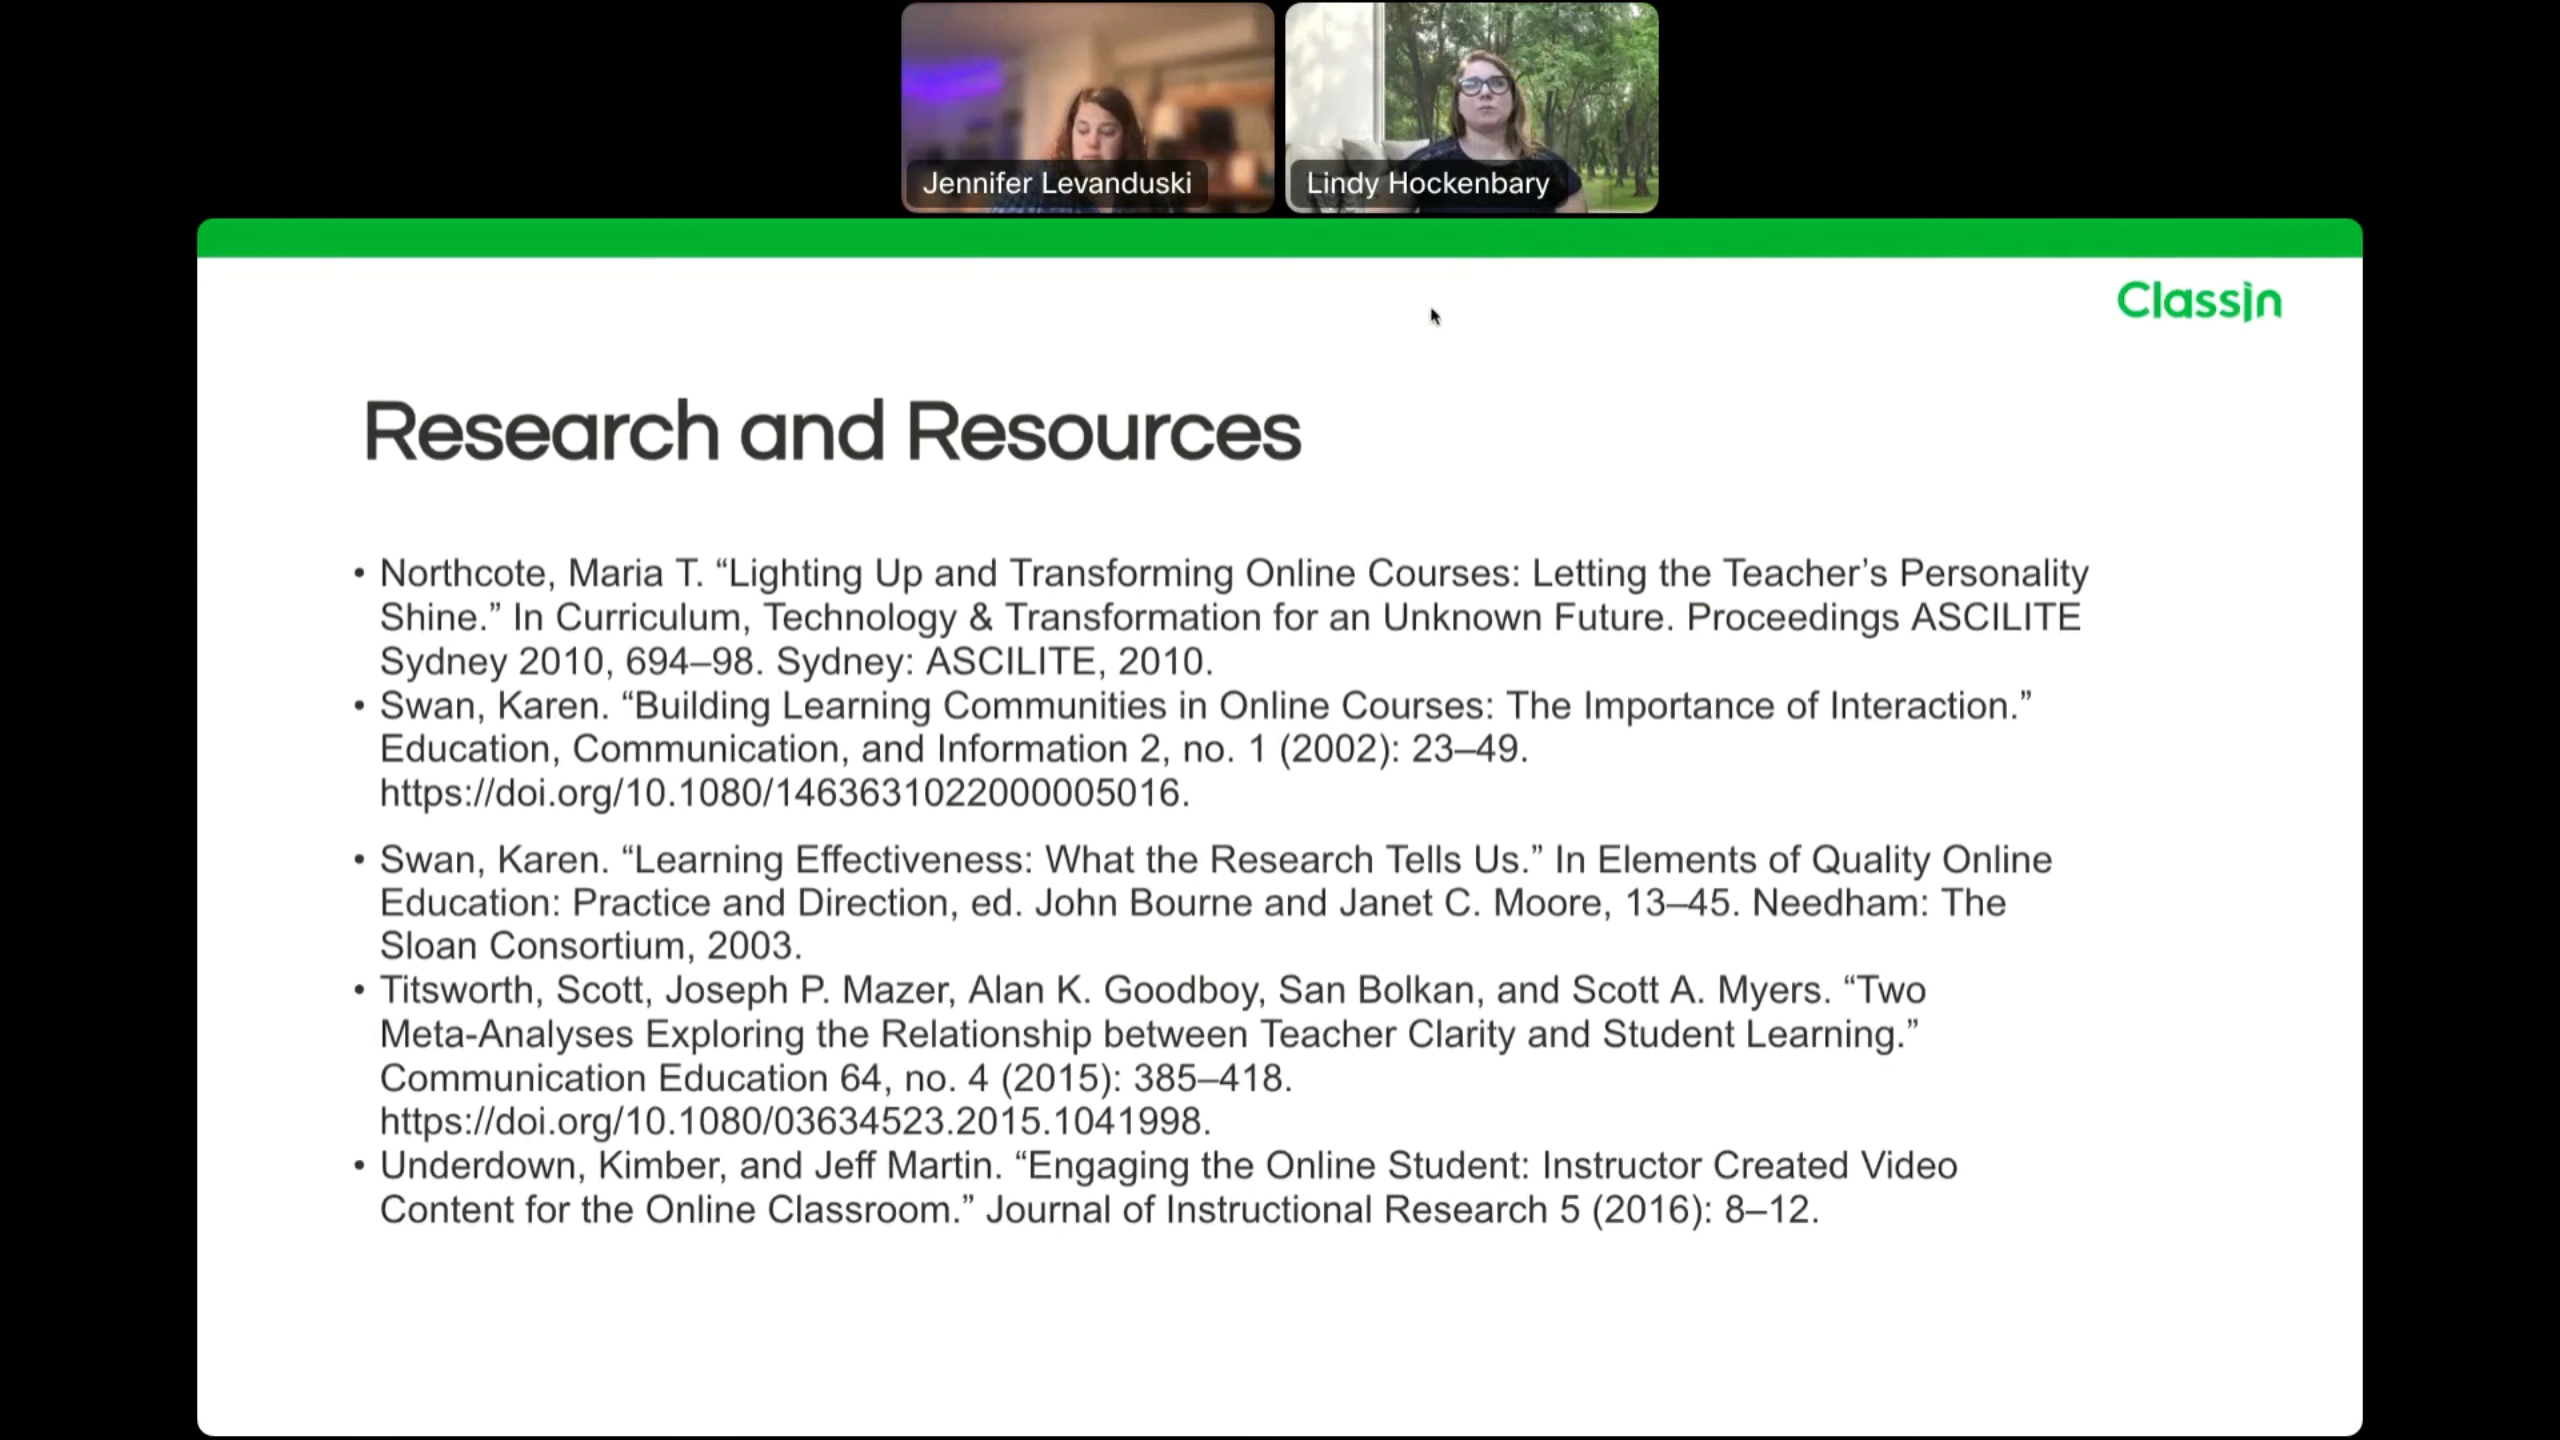 Jennifer Levanduski
Lindy Hockenbary
ClassIn
Research and Resources
• Northcote, Maria T. “Lighting Up and Transforming Online Courses: Letting the Teacher’s Personality
Shine.” In Curriculum, Technology & Transformation for an Unknown Future. Proceedings ASCILITE
Sydney 2010, 694–98. Sydney: ASCILITE, 2010.
• Swan, Karen. “Building Learning Communities in Online Courses: The Importance of Interaction.”
Education, Communication, and Information 2, no. 1 (2002): 23–49.
https://doi.org/10.1080/1463631022000005016.
• Swan, Karen. “Learning Effectiveness: What the Research Tells Us.” In Elements of Quality Online
Education: Practice and Direction, ed. John Bourne and Janet C. Moore, 13–45. Needham: The
Sloan Consortium, 2003.
• Titsworth, Scott, Joseph P. Mazer, Alan K. Goodboy, San Bolkan, and Scott A. Myers. “Two
Meta-Analyses Exploring the Relationship between Teacher Clarity and Student Learning.”
Communication Education 64, no. 4 (2015): 385–418.
https://doi.org/10.1080/03634523.2015.1041998.
• Underdown, Kimber, and Jeff Martin. “Engaging the Online Student: Instructor Created Video
Content for the Online Classroom.” Journal of Instructional Research 5 (2016): 8–12.